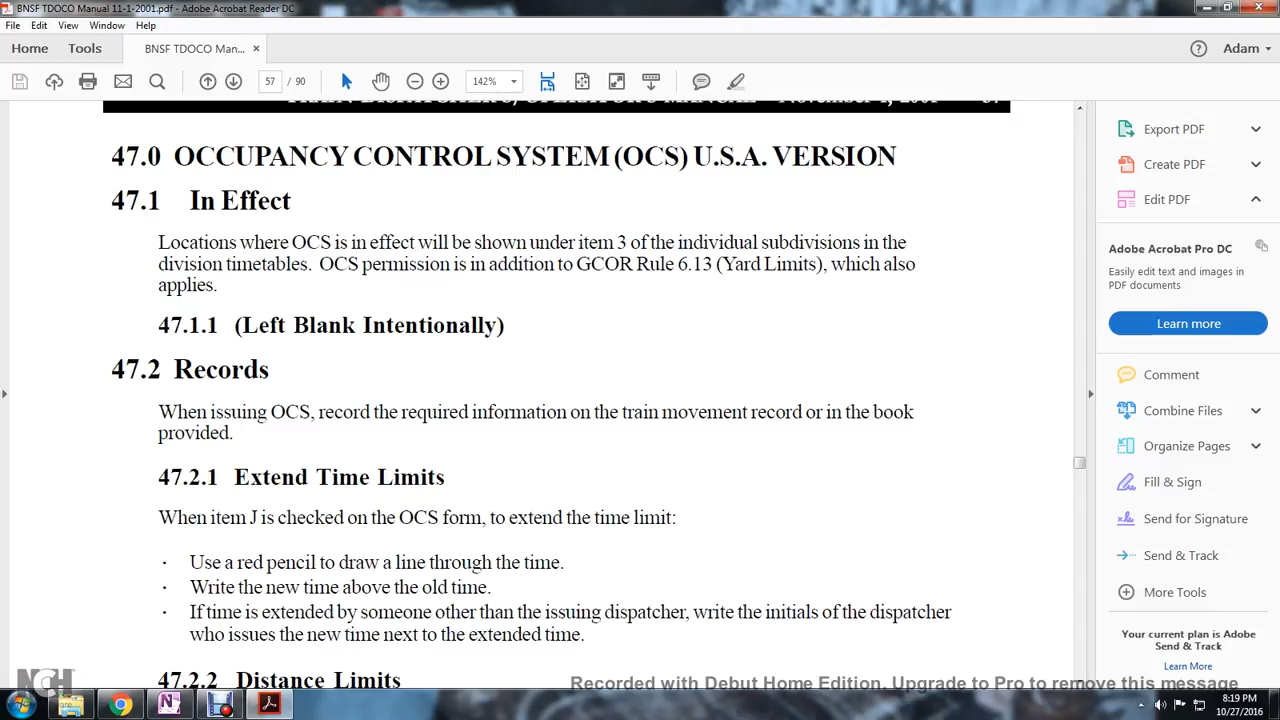 BNSF TDOCO Manual 11-1-2001.pdf - Adobe Acrobat Reader DC
File Edit View Window Help
Home Tools BNSF TDOCO Man... × Adam
57 / 90 142%
47.0 OCCUPANCY CONTROL SYSTEM (OCS) U.S.A. VERSION
47.1 In Effect
Locations where OCS is in effect will be shown under item 3 of the individual subdivisions in the
division timetables. OCS permission is in addition to GCOR Rule 6.13 (Yard Limits), which also
applies.
47.1.1 (Left Blank Intentionally)
47.2 Records
When issuing OCS, record the required information on the train movement record or in the book
provided.
47.2.1 Extend Time Limits
When item J is checked on the OCS form, to extend the time limit:
· Use a red pencil to draw a line through the time.
· Write the new time above the old time.
· If time is extended by someone other than the issuing dispatcher, write the initials of the dispatcher
who issues the new time next to the extended time.
47.2.2 Distance Limits
Export PDF
Create PDF
Edit PDF
Adobe Acrobat Pro DC
Easily edit text and images in
PDF documents
Learn more
Comment
Combine Files
Organize Pages
Fill & Sign
Send for Signature
Send & Track
More Tools
Your current plan is Adobe
Send & Track
Learn More
NCH
Recorded with Debut Home Edition. Upgrade to Pro to remove this message
8:19 PM
10/27/2016